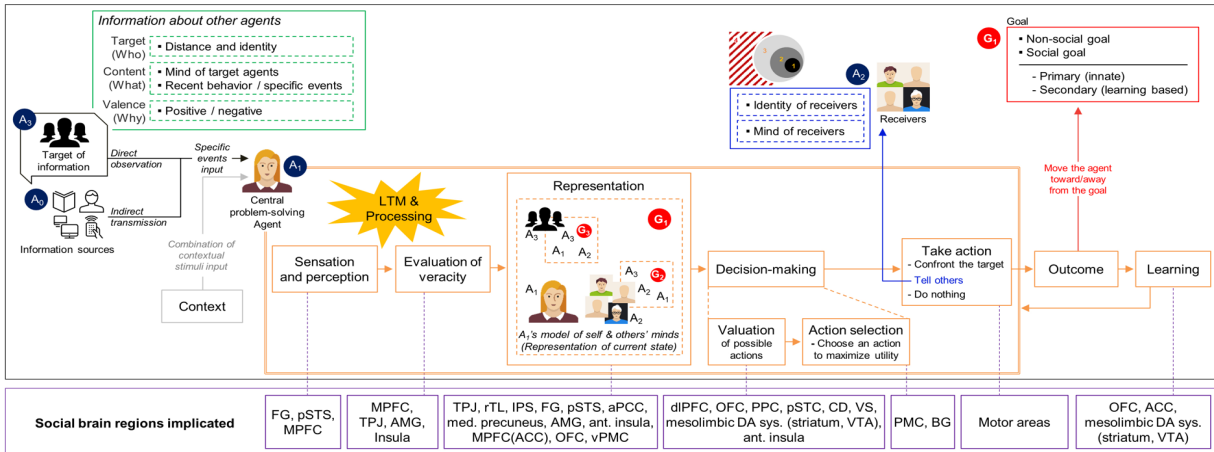 Information about other agents
Target
(Who)
▪ Distance and identity
Content
(What)
▪ Mind of target agents
▪ Recent behavior / specific events
Valence
(Why)
▪ Positive / negative
A3
Target of
information
A0
Information sources
Direct
observation
Indirect
transmission
Specific
events
input
Combination of
contextual
stimuli input
Context
A1
Central
problem-solving
Agent
LTM &
Processing
Sensation
and perception
Evaluation of
veracity
Representation
G1
A3
A3
G3
A1
A2
A1
A3
G2
A2
A1
A2
A1's model of self & others' minds
(Representation of current state)
Decision-making
Valuation
of possible
actions
Action selection
- Choose an action
to maximize utility
3
2
1
A2
▪ Identity of receivers
▪ Mind of receivers
Receivers
Take action
- Confront the target
- Tell others
- Do nothing
Outcome
Learning
Move the agent
toward/away
from the goal
G1
Goal
▪ Non-social goal
▪ Social goal
- Primary (innate)
- Secondary (learning based)
Social brain regions implicated
FG, pSTS,
MPFC
MPFC,
TPJ, AMG,
Insula
TPJ, rTL, IPS, FG, pSTS, aPCC,
med. precuneus, AMG, ant. insula,
MPFC(ACC), OFC, vPMC
dlPFC, OFC, PPC, pSTC, CD, VS,
mesolimbic DA sys. (striatum, VTA),
ant. insula
PMC, BG
Motor areas
OFC, ACC,
mesolimbic DA sys.
(striatum, VTA)